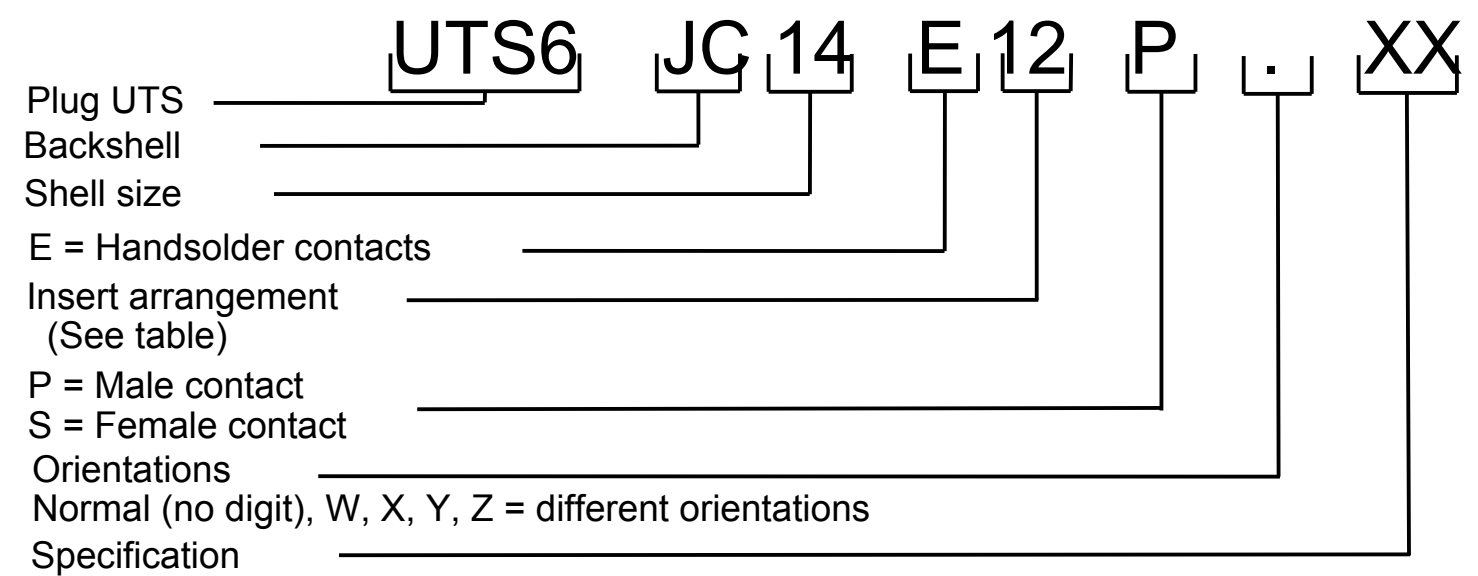 UTS6 JC 14 E 12 P . XX
Plug UTS
Backshell
Shell size
E = Handsolder contacts
Insert arrangement
(See table)
P = Male contact
S = Female contact
Orientations
Normal (no digit), W, X, Y, Z = different orientations
Specification